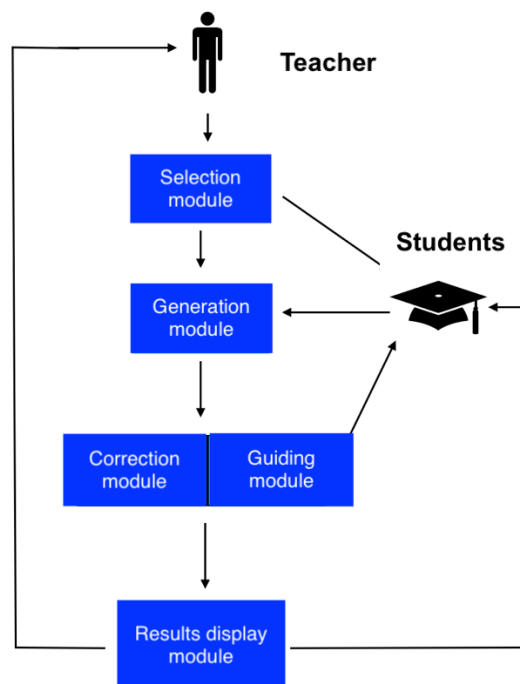 Teacher
Selection
module
Students
Generation
module
Correction
module
Guiding
module
Results display
module